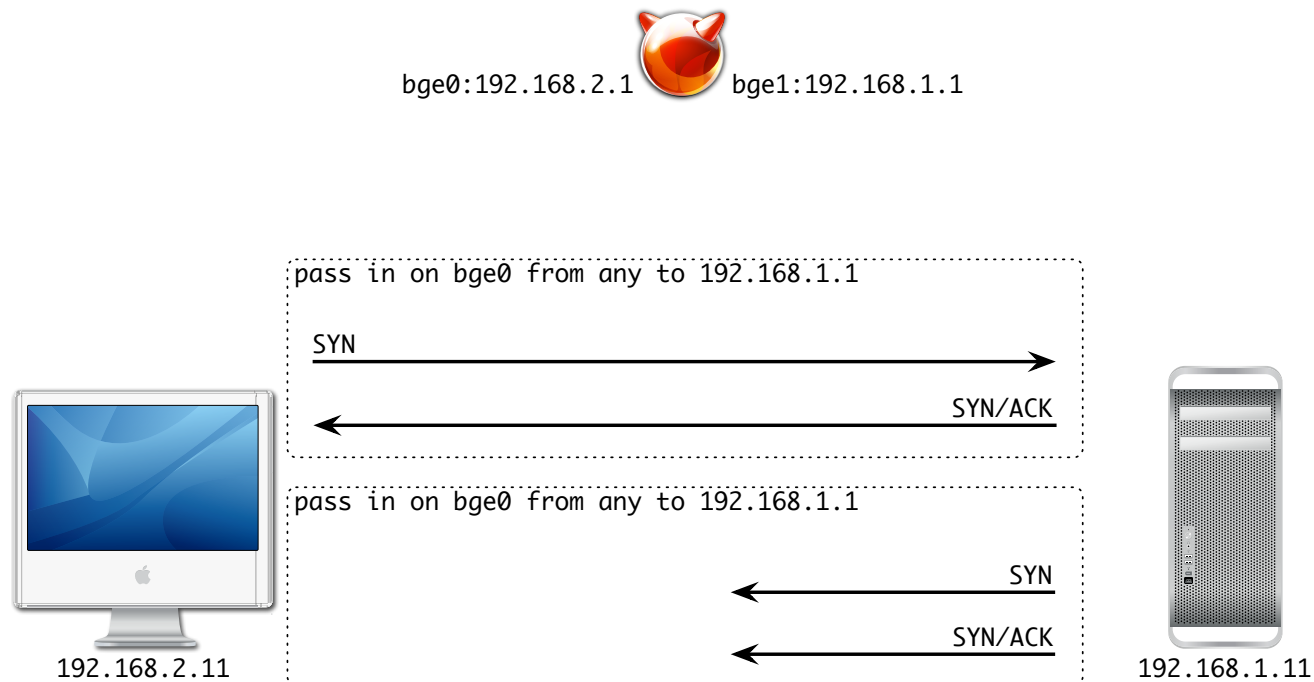 bge0:192.168.2.1 bge1:192.168.1.1
pass in on bge0 from any to 192.168.1.1
SYN
SYN/ACK
pass in on bge0 from any to 192.168.1.1
SYN
SYN/ACK
192.168.2.11 192.168.1.11